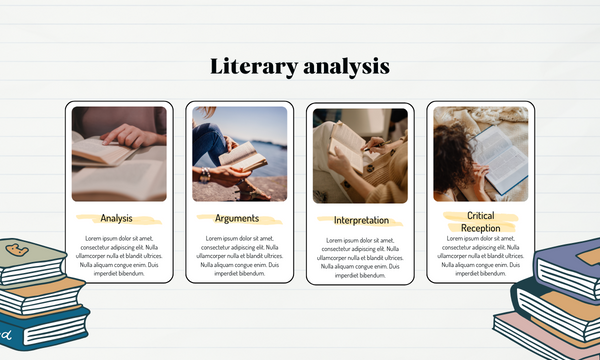 Literary analysis
Analysis
Lorem ipsum dolor sit amet,
consectetur adipiscing elit. Nulla
ullamcorper nulla et blandit ultrices.
Nulla aliquam congue enim. Duis
imperdiet bibendum.
Arguments
Lorem ipsum dolor sit amet,
consectetur adipiscing elit. Nulla
ullamcorper nulla et blandit ultrices.
Nulla aliquam congue enim. Duis
imperdiet bibendum.
Interpretation
Lorem ipsum dolor sit amet,
consectetur adipiscing elit. Nulla
ullamcorper nulla et blandit ultrices.
Nulla aliquam congue enim. Duis
imperdiet bibendum.
Critical
Reception
Lorem ipsum dolor sit amet,
consectetur adipiscing elit. Nulla
ullamcorper nulla et blandit ultrices.
Nulla aliquam congue enim. Duis
imperdiet bibendum.